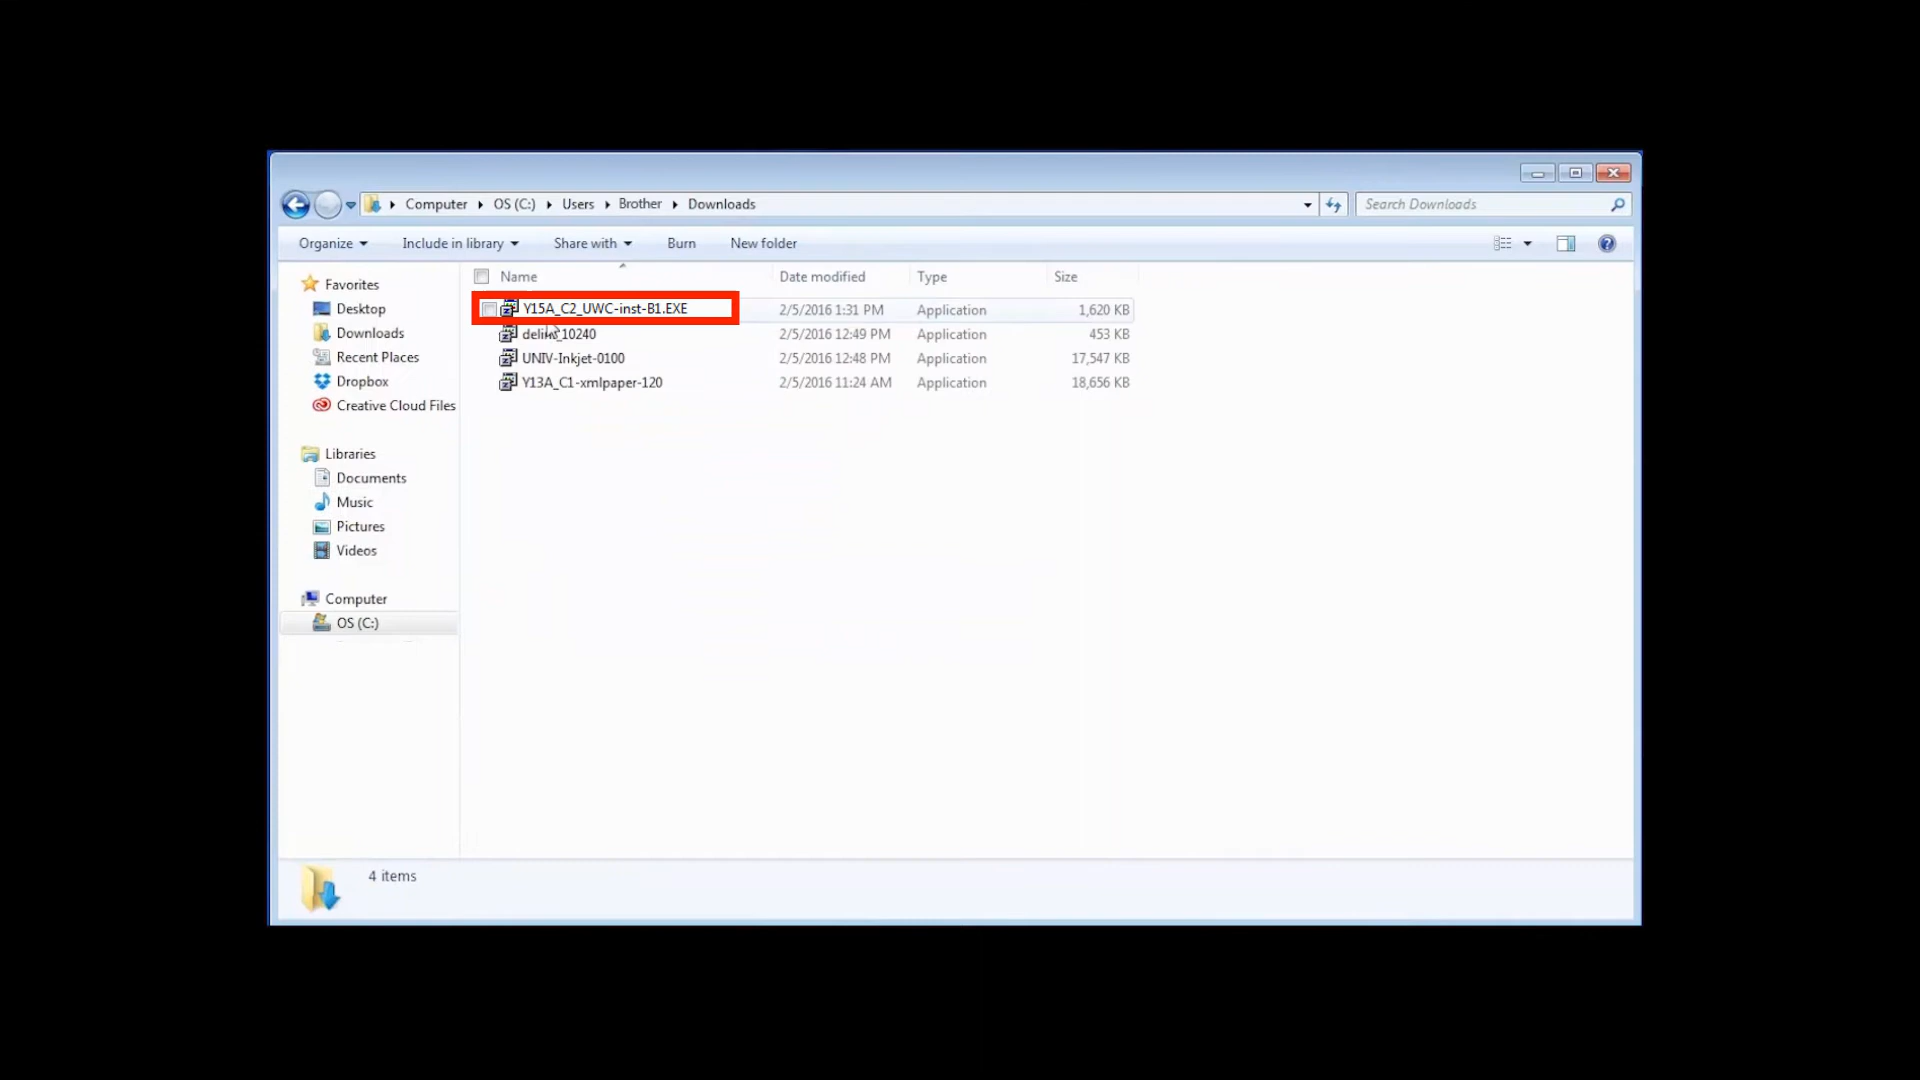 Computer OS (C:) Users Brother Downloads
Search Downloads
Organize Include in library Share with Burn New folder
Name Date modified Type Size
Y15A_C2_UWC-inst-B1.EXE 2/5/2016 1:31 PM Application 1,620 KB
2/5/2016 12:49 PM Application 453 KB
UNIV-Inkjet-0100 2/5/2016 12:48 PM Application 17,547 KB
Y13A_C1-xmlpaper-120 2/5/2016 11:24 AM Application 18,656 KB
Favorites
Desktop
Downloads
Recent Places
Dropbox
Creative Cloud Files
Libraries
Documents
Music
Pictures
Videos
Computer
OS (C:)
4 items